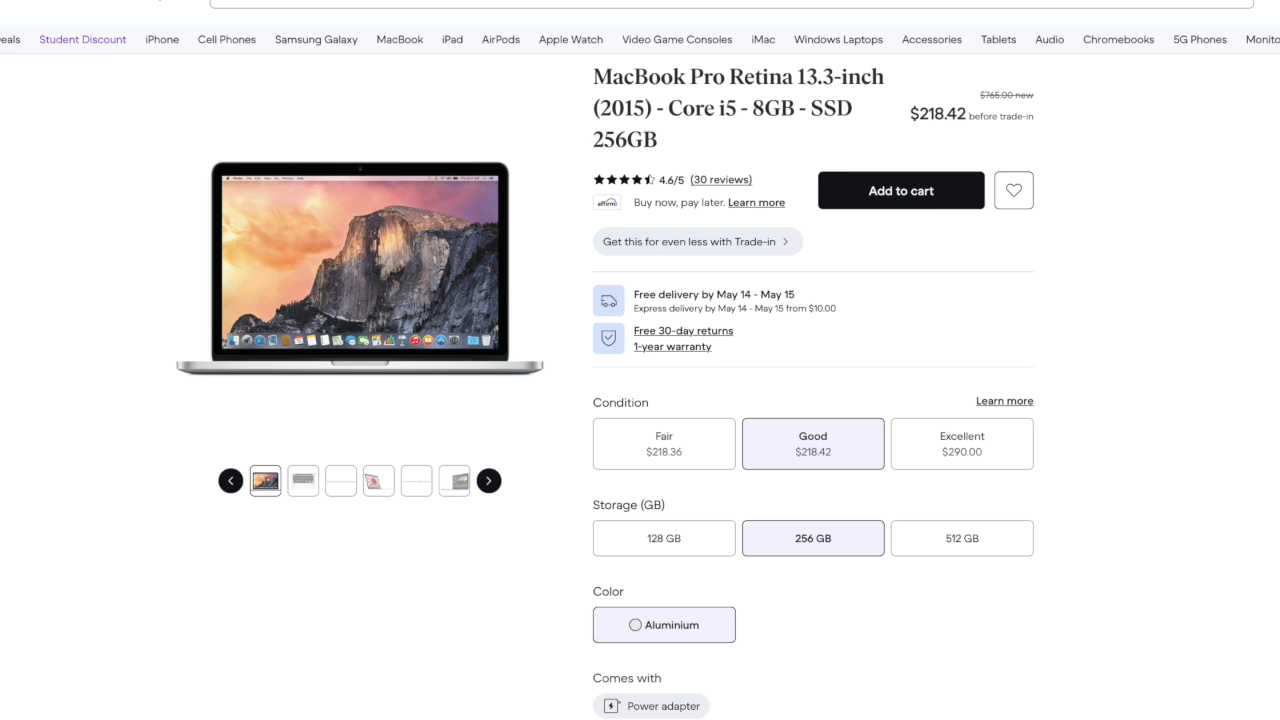 Student Discount iPhone Cell Phones Samsung Galaxy MacBook iPad AirPods Apple Watch Video Game Consoles iMac Windows Laptops Accessories Tablets Audio Chromebooks 5G Phones
MacBook Pro Retina 13.3-inch
(2015) - Core i5 - 8GB - SSD
256GB
$765.00 new
$218.42 before trade-in
4.6/5 (30 reviews)
affirm Buy now, pay later. Learn more
Add to cart
Get this for even less with Trade-in
Free delivery by May 14 - May 15
Express delivery by May 14 - May 15 from $10.00
Free 30-day returns
1-year warranty
Condition
Learn more
Fair
$218.36
Good
$218.42
Excellent
$290.00
Storage (GB)
128 GB
256 GB
512 GB
Color
Aluminium
Comes with
Power adapter